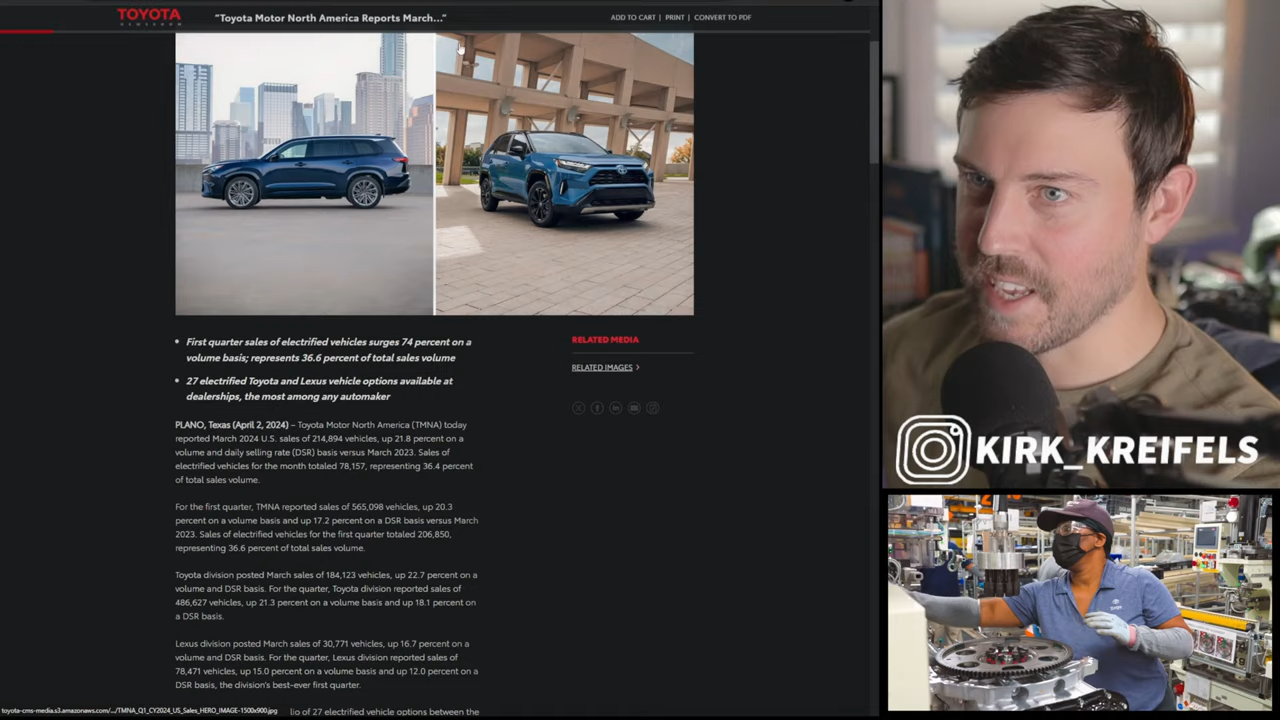 TOYOTA
NEWSROOM
"Toyota Motor North America Reports March..."
ADD TO CART | PRINT | CONVERT TO PDF
First quarter sales of electrified vehicles surges 74 percent on a
volume basis; represents 36.6 percent of total sales volume
27 electrified Toyota and Lexus vehicle options available at
dealerships, the most among any automaker
RELATED MEDIA
RELATED IMAGES
PLANO, Texas (April 2, 2024) – Toyota Motor North America (TMNA) today
reported March 2024 U.S. sales of 214,894 vehicles, up 21.8 percent on a
volume and daily selling rate (DSR) basis versus March 2023. Sales of
electrified vehicles for the month totaled 78,157, representing 36.4 percent
of total sales volume.
For the first quarter, TMNA reported sales of 565,098 vehicles, up 20.3
percent on a volume basis and up 17.2 percent on a DSR basis versus March
2023. Sales of electrified vehicles for the first quarter totaled 206,850,
representing 36.6 percent of total sales volume.
Toyota division posted March sales of 184,123 vehicles, up 22.7 percent on a
volume and DSR basis. For the quarter, Toyota division reported sales of
486,627 vehicles, up 21.3 percent on a volume basis and up 18.1 percent on
a DSR basis.
Lexus division posted March sales of 30,771 vehicles, up 16.7 percent on a
volume and DSR basis. For the quarter, Lexus division reported sales of
78,471 vehicles, up 15.0 percent on a volume basis and up 12.0 percent on a
DSR basis, the division's best-ever first quarter.
lio of 27 electrified vehicle options between the
toyota-cms-media.s3.amazonaws.com/.../TMNA_Q1_CY2024_US_Sales_HERO_IMAGE-1500x900.jpg
KIRK_KREIFELS